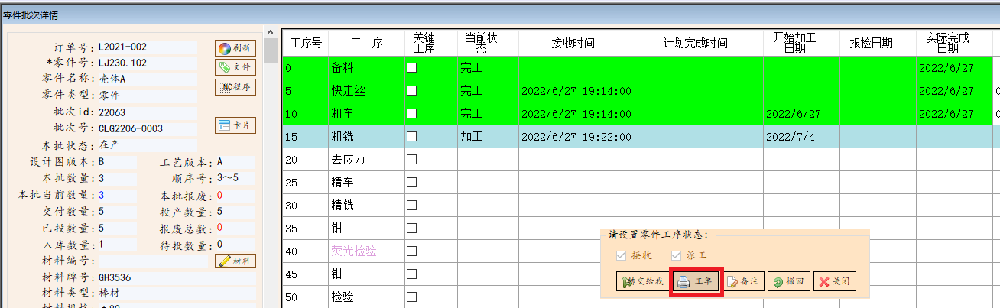 零件批次详情
订单号: L2021-002
刷新
*零件号: LJ230.102
文件
零件名称: 壳体A
NC程序
零件类型: 零件
批次id: 22063
批次号: CLG2206-0003
卡片
本批状态: 在产
设计图版本: B 工艺版本: A
本批数量: 3 顺序号: 3～5
本批当前数量: 3 本批报废: 0
交付数量: 5 投产数量: 5
已投数量: 5 报废总数: 0
入库数量: 1 待投数量: 0
材料编号: 材料
材料牌号: GH3536
材料类型: 棒材
工序号 工 序 关键工序 当前状态 接收时间 计划完成时间 开始加工日期 报检日期 实际完成日期
0 备料 完工 2022/6/27
5 快走丝 完工 2022/6/27 19:14:00 2022/6/27
10 粗车 完工 2022/6/27 19:14:00 2022/6/27 2022/6/27
15 粗铣 加工 2022/6/27 19:22:00 2022/7/4
20 去应力
25 精车
30 精铣
35 钳
40 荧光检验
45 钳
50 检验
请设置零件工序状态:
接收 派工
交给我 工单 备注 撤回 关闭